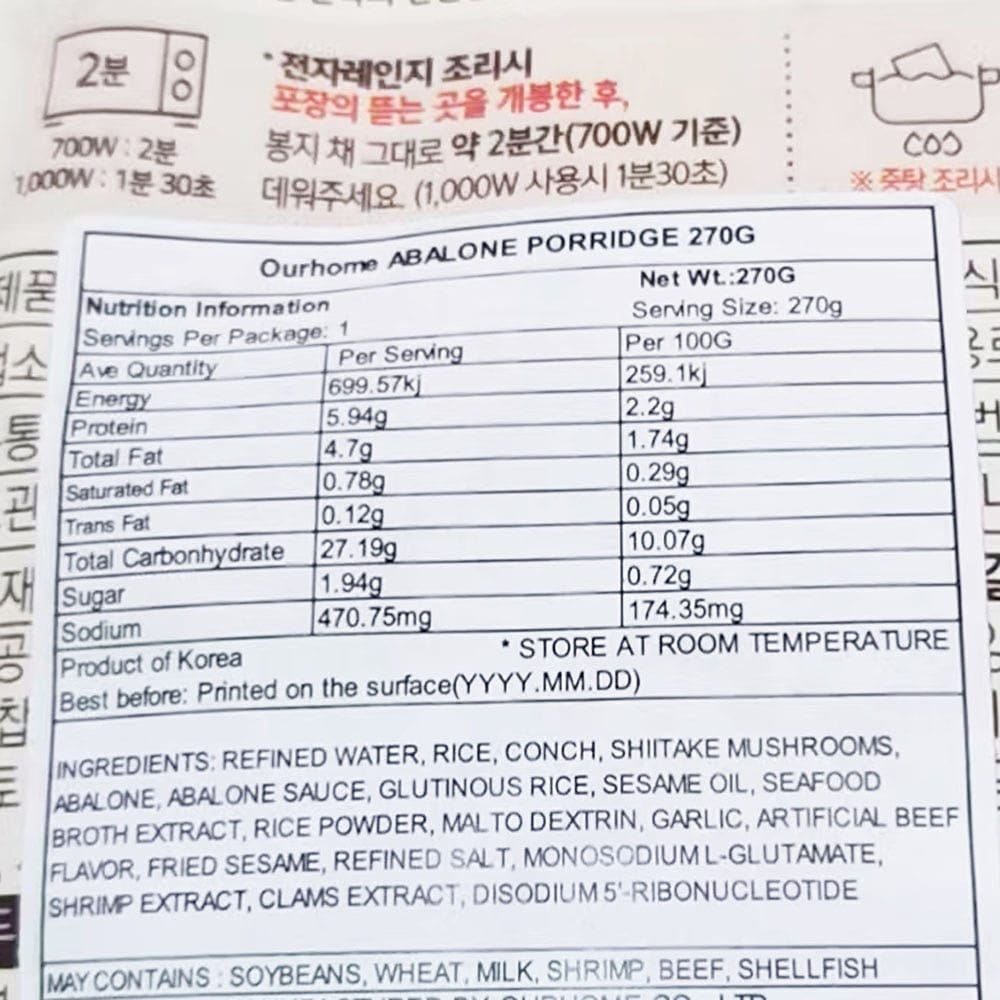 2분
700W : 2분
1,000W : 1분 30초
* 전자레인지 조리시
포장의 뜯는 곳을 개봉한 후,
봉지 채 그대로 약 2분간(700W 기준)
데워주세요. (1,000W 사용시 1분30초)
※ 중탕 조리시
Ourhome ABALONE PORRIDGE 270G
Nutrition Information Net Wt.:270G
Servings Per Package: 1 Serving Size: 270g
Ave Quantity Per Serving Per 100G
Energy 699.57kj 259.1kj
Protein 5.94g 2.2g
Total Fat 4.7g 1.74g
Saturated Fat 0.78g 0.29g
Trans Fat 0.12g 0.05g
Total Carbonhydrate 27.19g 10.07g
Sugar 1.94g 0.72g
Sodium 470.75mg 174.35mg
Product of Korea * STORE AT ROOM TEMPERATURE
Best before: Printed on the surface(YYYY.MM.DD)
INGREDIENTS: REFINED WATER, RICE, CONCH, SHIITAKE MUSHROOMS,
ABALONE, ABALONE SAUCE, GLUTINOUS RICE, SESAME OIL, SEAFOOD
BROTH EXTRACT, RICE POWDER, MALTO DEXTRIN, GARLIC, ARTIFICIAL BEEF
FLAVOR, FRIED SESAME, REFINED SALT, MONOSODIUM L-GLUTAMATE,
SHRIMP EXTRACT, CLAMS EXTRACT, DISODIUM 5'-RIBONUCLEOTIDE
MAY CONTAINS : SOYBEANS, WHEAT, MILK, SHRIMP, BEEF, SHELLFISH